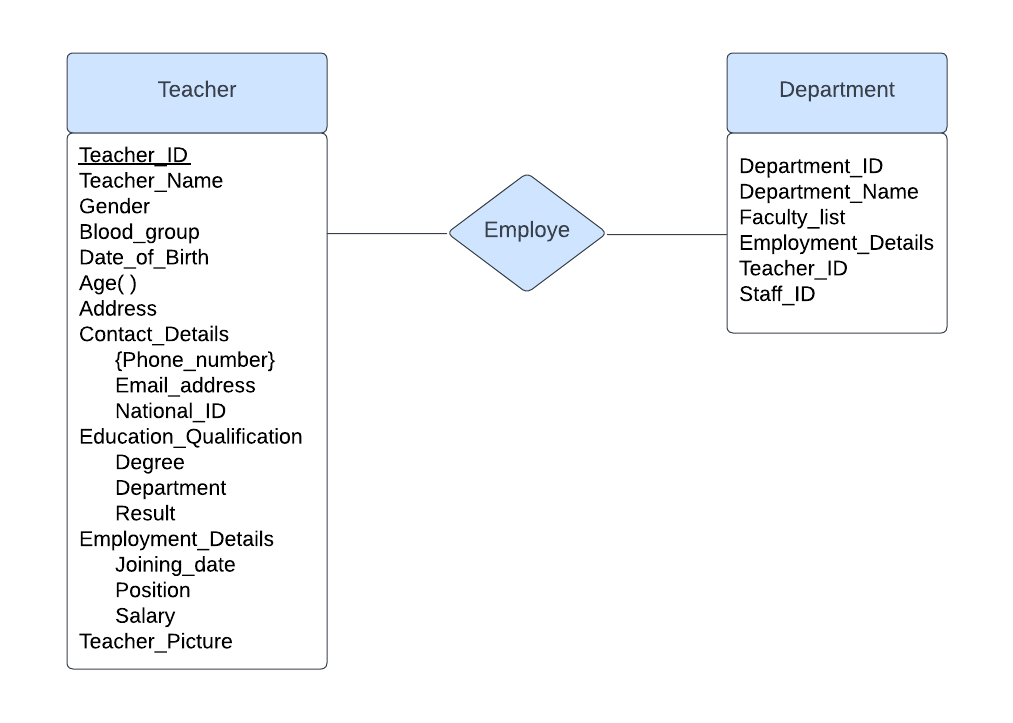 Teacher
Teacher_ID
Teacher_Name
Gender
Blood_group
Date_of_Birth
Age( )
Address
Contact_Details
{Phone_number}
Email_address
National_ID
Education_Qualification
Degree
Department
Result
Employment_Details
Joining_date
Position
Salary
Teacher_Picture
Employe
Department
Department_ID
Department_Name
Faculty_list
Employment_Details
Teacher_ID
Staff_ID